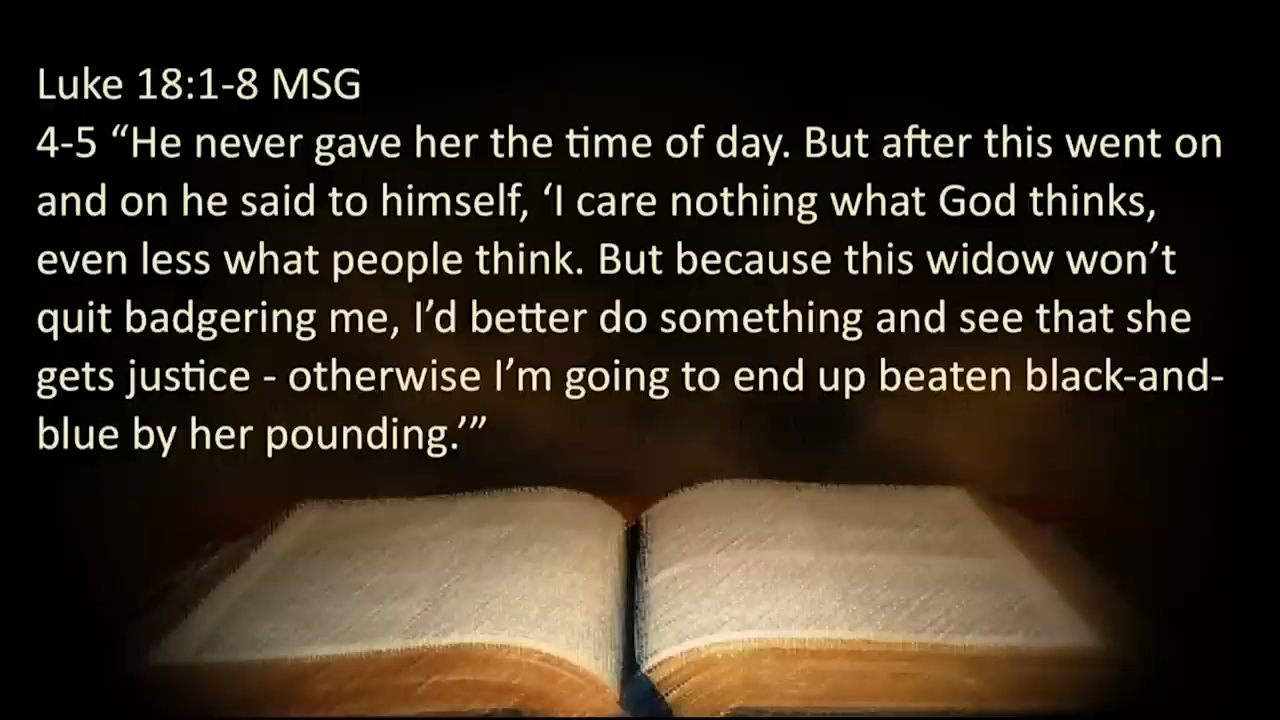 Luke 18:1-8 MSG
4-5 “He never gave her the time of day. But after this went on
and on he said to himself, ‘I care nothing what God thinks,
even less what people think. But because this widow won’t
quit badgering me, I’d better do something and see that she
gets justice - otherwise I’m going to end up beaten black-and-
blue by her pounding.’”